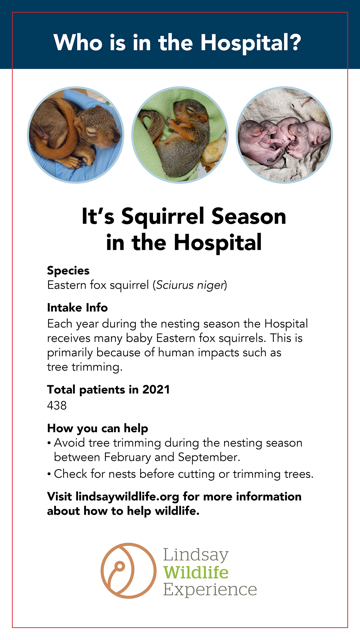 Who is in the Hospital?
It's Squirrel Season
in the Hospital
Species
Eastern fox squirrel (Sciurus niger)
Intake Info
Each year during the nesting season the Hospital
receives many baby Eastern fox squirrels. This is
primarily because of human impacts such as
tree trimming.
Total patients in 2021
438
How you can help
• Avoid tree trimming during the nesting season
between February and September.
• Check for nests before cutting or trimming trees.
Visit lindsaywildlife.org for more information
about how to help wildlife.
Lindsay
Wildlife
Experience